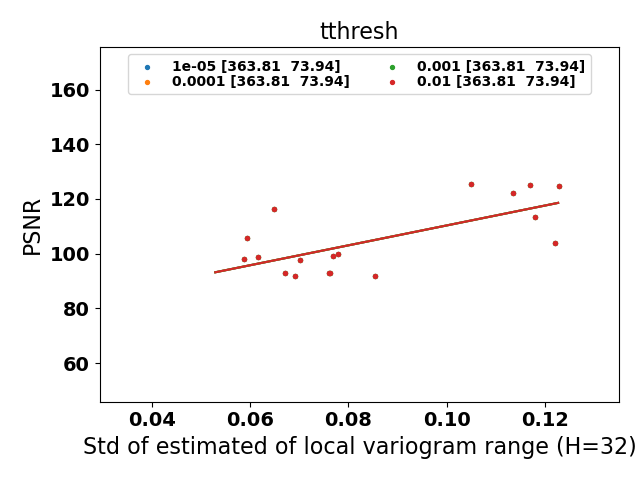 tthresh
1e-05 [363.81  73.94]
0.0001 [363.81  73.94]
0.001 [363.81  73.94]
0.01 [363.81  73.94]
PSNR
160
140
120
100
80
60
0.04 0.06 0.08 0.10 0.12
Std of estimated of local variogram range (H=32)